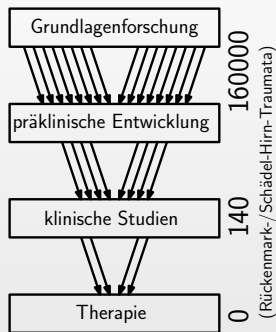 Grundlagenforschung
160000
präklinische Entwicklung
klinische Studien
140
Therapie
0
(Rückenmark-/Schädel-Hirn-Traumata)